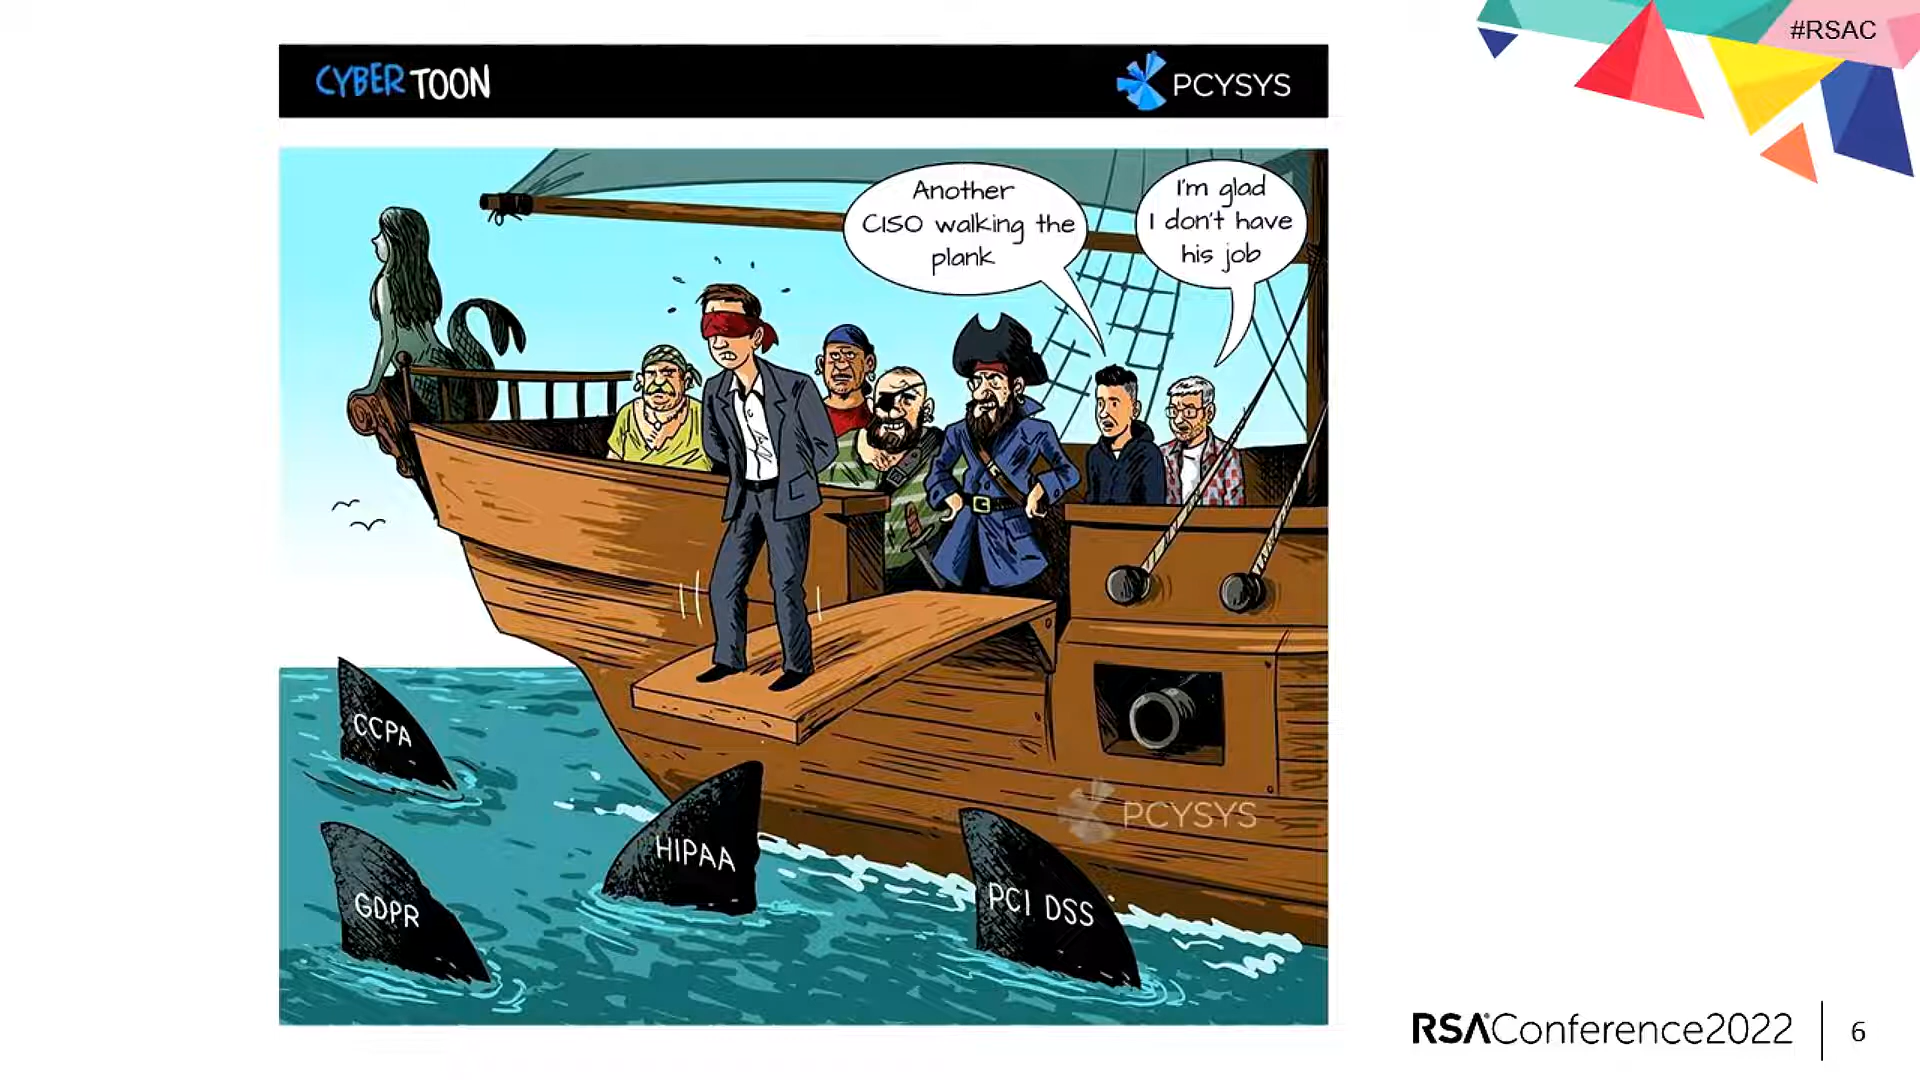 #RSAC
CYBER TOON
PCYSYS
Another
CISO walking the
plank
I'm glad
I don't have
his job
CCPA
HIPAA
GDPR
PCI DSS
PCYSYS
RSAConference2022
6